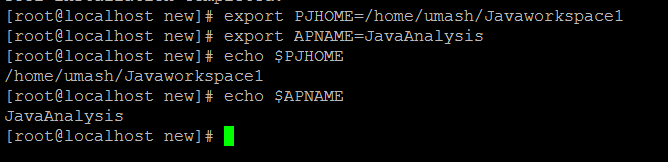 [root@localhost new]# export PJHOME=/home/umash/Javaworkspace1
[root@localhost new]# export APNAME=JavaAnalysis
[root@localhost new]# echo $PJHOME
/home/umash/Javaworkspace1
[root@localhost new]# echo $APNAME
JavaAnalysis
[root@localhost new]#